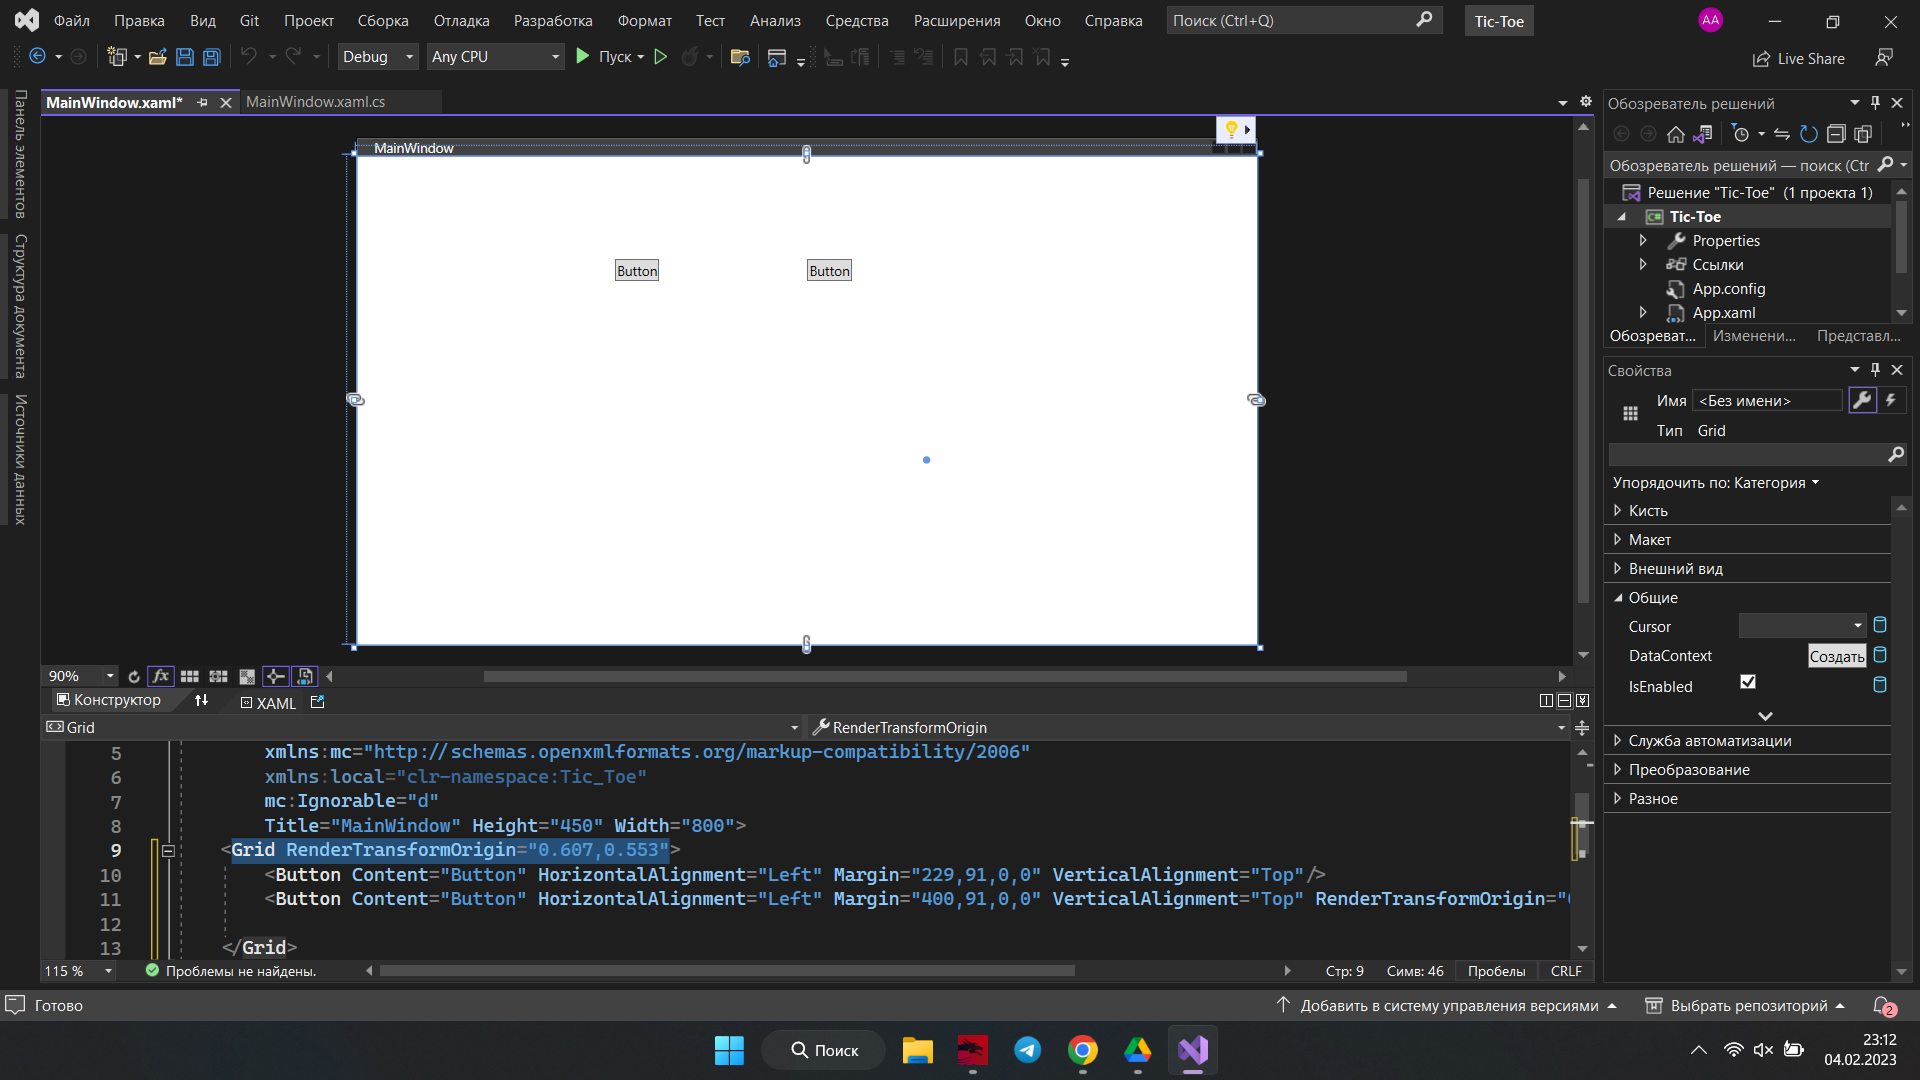 Файл Правка Вид Git Проект Сборка Отладка Разработка Формат Тест Анализ Средства Расширения Окно Справка Поиск (Ctrl+Q) Tic-Toe AA
Debug Any CPU Пуск Live Share
MainWindow.xaml* MainWindow.xaml.cs
Панель элементов
Структура документа
Источники данных
MainWindow
Button Button
90% fx
Конструктор XAML
Grid RenderTransformOrigin
5 xmlns:mc="http://schemas.openxmlformats.org/markup-compatibility/2006"
6 xmlns:local="clr-namespace:Tic_Toe"
7 mc:Ignorable="d"
8 Title="MainWindow" Height="450" Width="800">
9 <Grid RenderTransformOrigin="0.607,0.553">
10 <Button Content="Button" HorizontalAlignment="Left" Margin="229,91,0,0" VerticalAlignment="Top"/>
11 <Button Content="Button" HorizontalAlignment="Left" Margin="400,91,0,0" VerticalAlignment="Top" RenderTransformOrigin="
12
13 </Grid>
115 % Проблемы не найдены. Стр: 9 Симв: 46 Пробелы CRLF
Обозреватель решений
Обозреватель решений — поиск (Ctr
Решение "Tic-Toe" (1 проекта 1)
C# Tic-Toe
Properties
Ссылки
App.config
App.xaml
Обозреват... Изменени... Представл...
Свойства
Имя <Без имени>
Тип Grid
Упорядочить по: Категория
Кисть
Макет
Внешний вид
Общие
Cursor
DataContext Создать
IsEnabled
Служба автоматизации
Преобразование
Разное
Готово Добавить в систему управления версиями Выбрать репозиторий 2
Поиск
23:12
04.02.2023